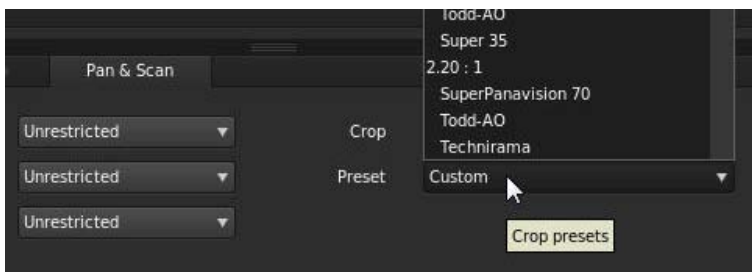 Todd-AO
Super 35
2.20 : 1
SuperPanavision 70
Todd-AO
Technirama
Pan & Scan
Unrestricted
Crop
Unrestricted
Preset
Custom
Unrestricted
Crop presets